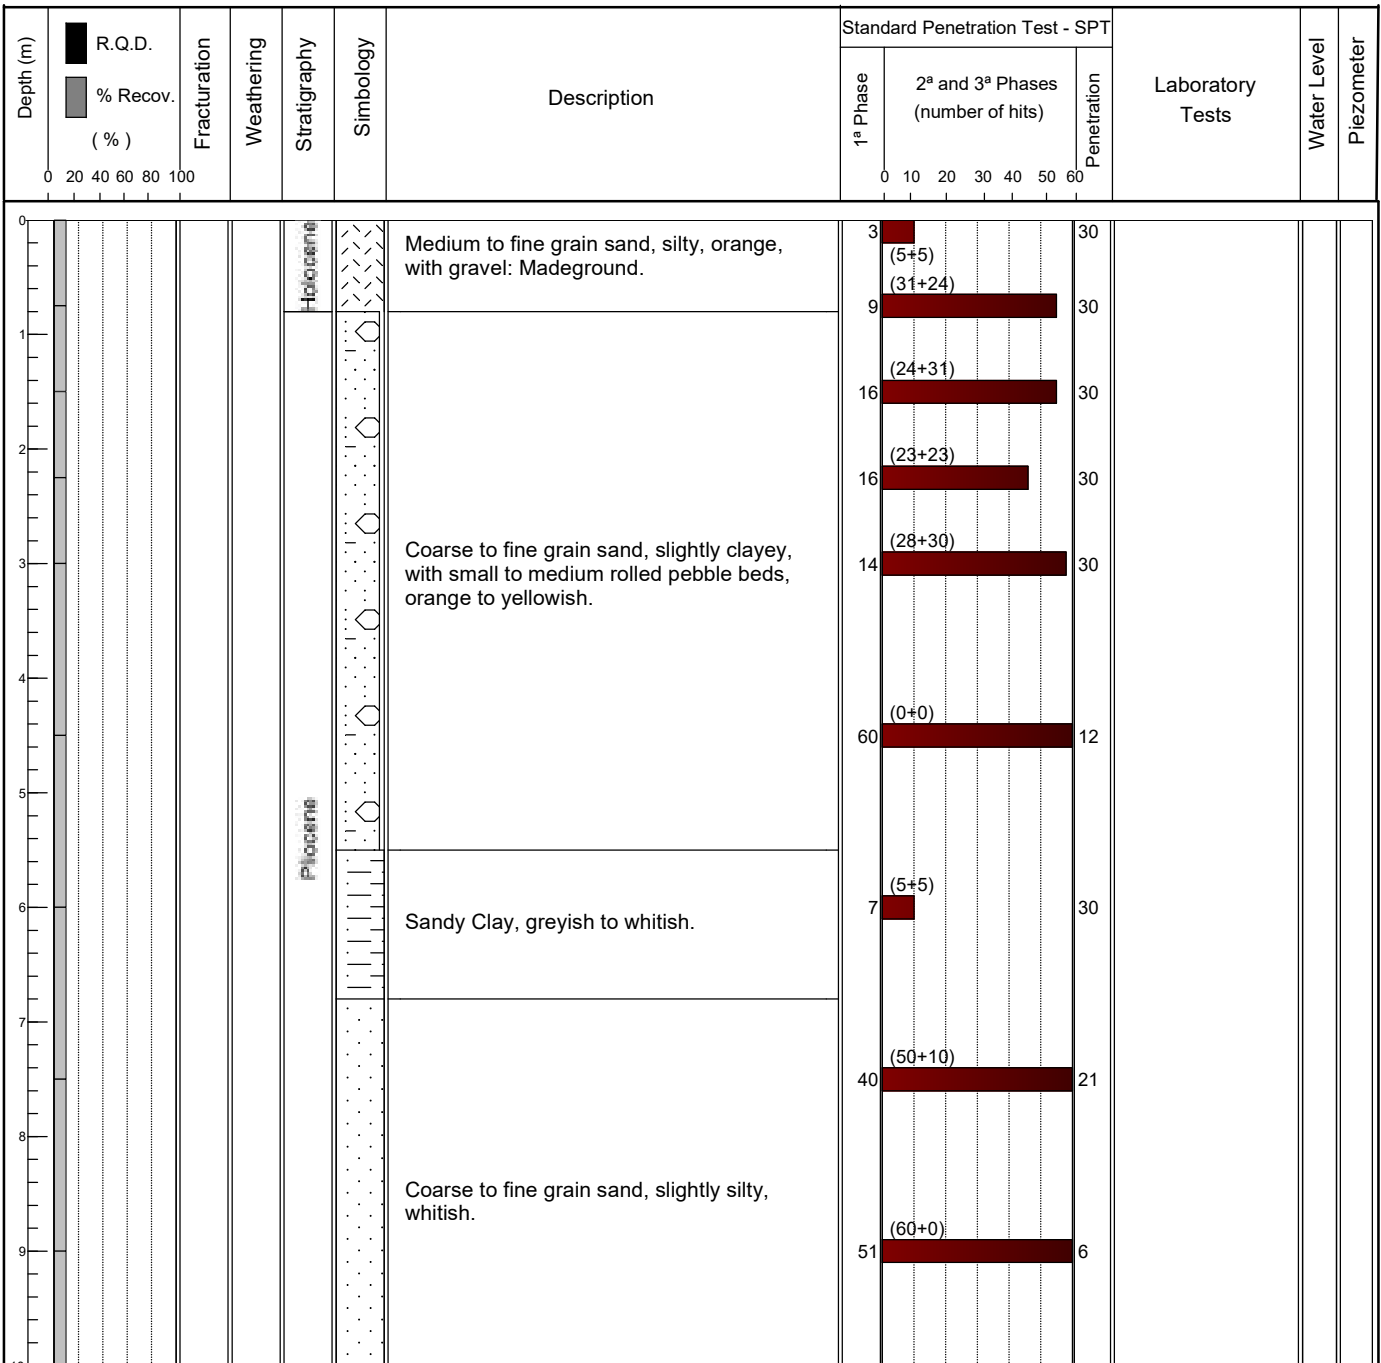 Depth (m)
R.Q.D.
% Recov.
( % )
0 20 40 60 80 100
Fracturation
Weathering
Stratigraphy
Simbology
Description
Standard Penetration Test - SPT
1ª Phase
2ª and 3ª Phases
(number of hits)
0 10 20 30 40 50 60
Penetration
Laboratory
Tests
Water Level
Piezometer
0
1
2
3
4
5
6
7
8
9
Holocene
Pliocene
Medium to fine grain sand, silty, orange,
with gravel: Madeground.
Coarse to fine grain sand, slightly clayey,
with small to medium rolled pebble beds,
orange to yellowish.
Sandy Clay, greyish to whitish.
Coarse to fine grain sand, slightly silty,
whitish.
3 30
(5+5)
(31+24)
9 30
(24+31)
16 30
(23+23)
16 30
(28+30)
14 30
(0+0)
60 12
(5+5)
7 30
(50+10)
40 21
(60+0)
51 6